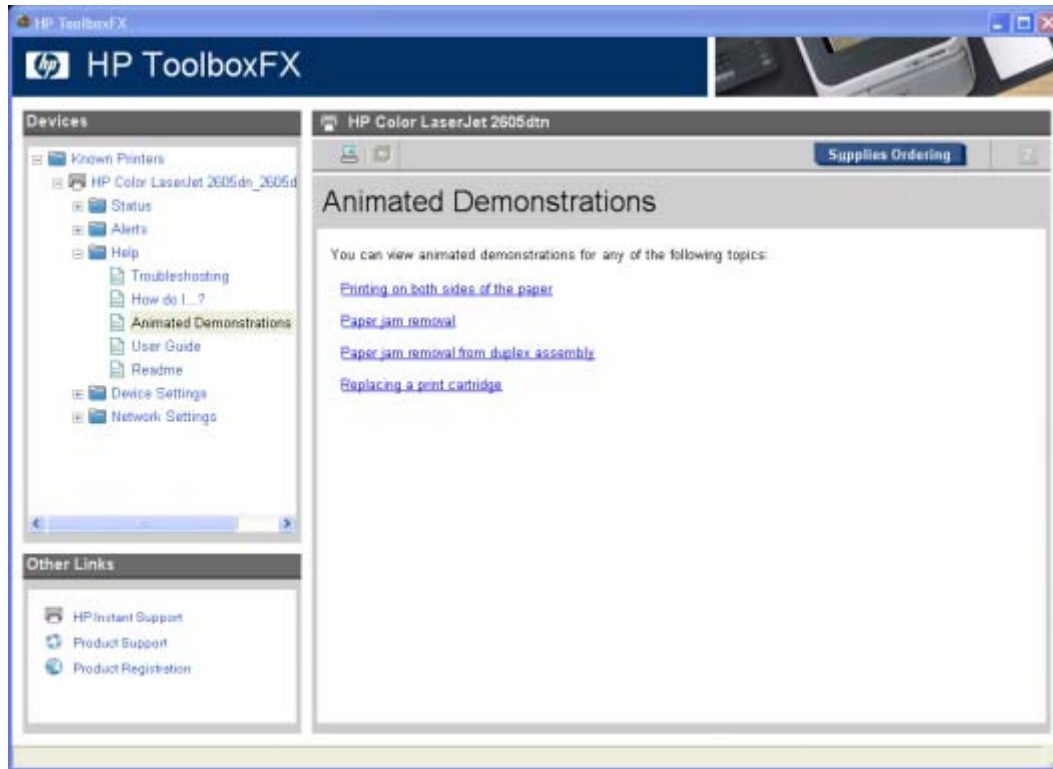 HP ToolboxFX
hp HP ToolboxFX
Devices
Known Printers
HP Color LaserJet 2605dn_2605d
Status
Alerts
Help
Troubleshooting
How do I...?
Animated Demonstrations
User Guide
Readme
Device Settings
Network Settings
Other Links
HP Instant Support
Product Support
Product Registration
HP Color LaserJet 2605dtn
Supplies Ordering
?
Animated Demonstrations
You can view animated demonstrations for any of the following topics:
Printing on both sides of the paper
Paper jam removal
Paper jam removal from duplex assembly
Replacing a print cartridge